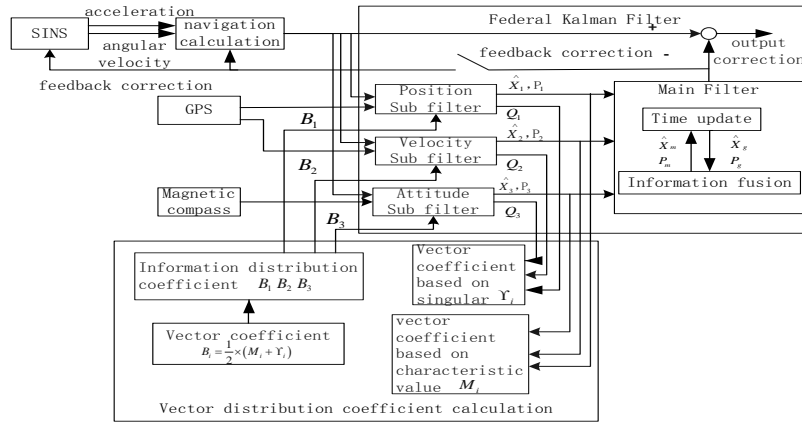 acceleration
SINS
angular
velocity
navigation
calculation
Federal Kalman Filter
+
output
correction
feedback correction -
feedback correction
GPS
Magnetic
compass
B₁
B₂
B₃
Position
Sub filter
Velocity
Sub filter
Attitude
Sub filter
X̂₁, P₁
Q₁
X̂₂, P₂
Q₂
X̂₃, P₃
Q₃
Main Filter
Time update
X̂ₘ
Pₘ
X̂g
Pg
Information fusion
Information distribution
coefficient B₁ B₂ B₃
Vector coefficient
Bᵢ = 1/2 × (Mᵢ + ϒᵢ)
Vector
coefficient
based on
singular ϒᵢ
vector
coefficient
based on
characteristic
value Mᵢ
Vector distribution coefficient calculation